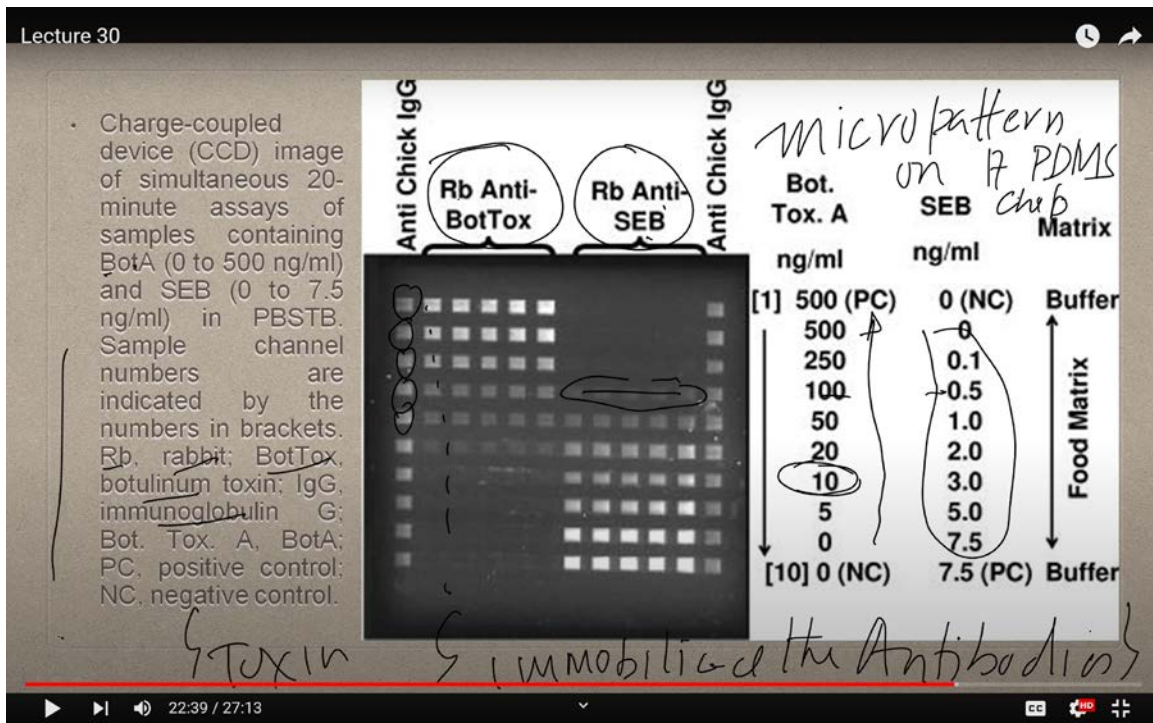 Lecture 30
• Charge-coupled
device (CCD) image
of simultaneous 20-
minute assays of
samples containing
BotA (0 to 500 ng/ml)
and SEB (0 to 7.5
ng/ml) in PBSTB.
Sample channel
numbers are
indicated by the
numbers in brackets.
Rb, rabbit; BotTox,
botulinum toxin; IgG,
immunoglobulin G;
Bot. Tox. A, BotA;
PC, positive control;
NC, negative control.
Anti Chick IgG
Rb Anti-
BotTox
Rb Anti-
SEB
Anti Chick IgG
micropattern
on A PDMS
chip
Bot.
Tox. A
ng/ml
SEB
ng/ml
Matrix
[1] 500 (PC) 0 (NC) Buffer
500 0
250 0.1
100 0.5
50 1.0
20 2.0
10 3.0
5 5.0
0 7.5
[10] 0 (NC) 7.5 (PC) Buffer
Food Matrix
Toxin
immobilized the Antibodies
22:39 / 27:13
CC
HD